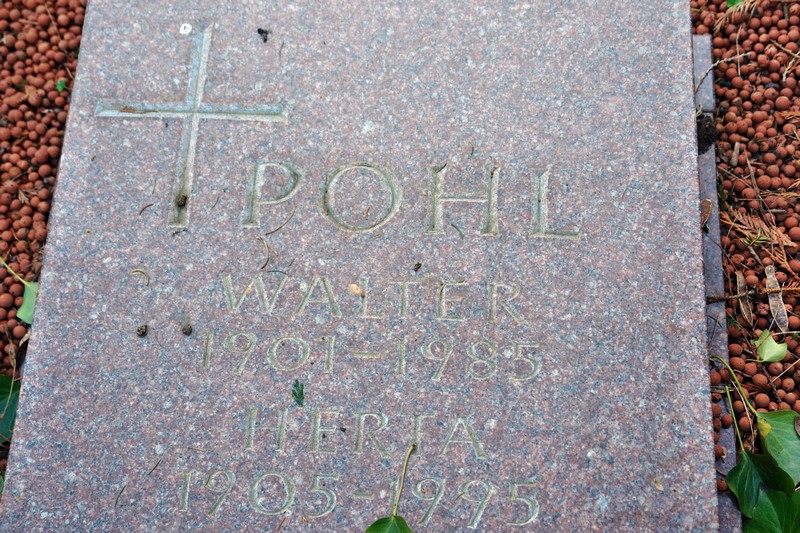 POHL
WALTER
1901-1985
HERTA
1905-1995